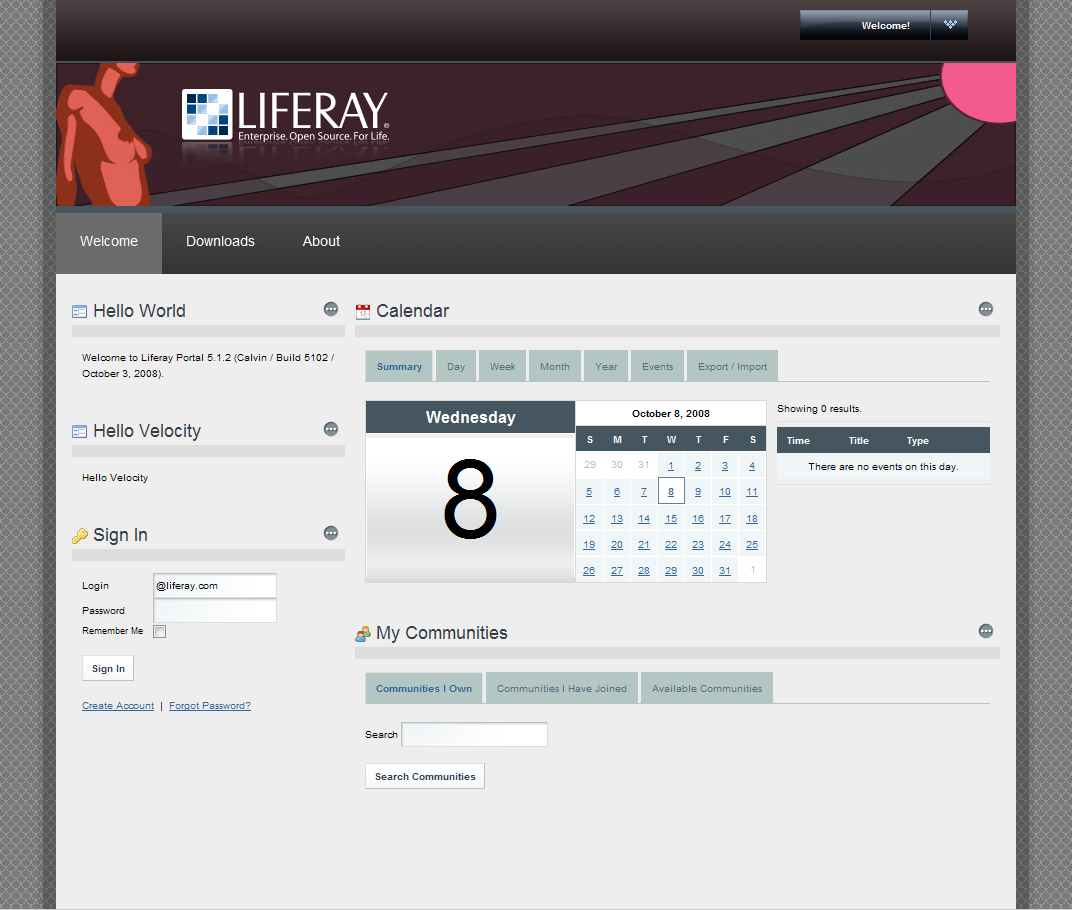 Welcome!
LIFERAY®
Enterprise. Open Source. For Life.
Welcome Downloads About
Hello World
Welcome to Liferay Portal 5.1.2 (Calvin / Build 5102 /
October 3, 2008).
Hello Velocity
Hello Velocity
Sign In
Login @liferay.com
Password
Remember Me
Sign In
Create Account | Forgot Password?
Calendar
Summary Day Week Month Year Events Export / Import
Wednesday
8
October 8, 2008
S M T W T F S
29 30 31 1 2 3 4
5 6 7 8 9 10 11
12 13 14 15 16 17 18
19 20 21 22 23 24 25
26 27 28 29 30 31 1
Showing 0 results.
Time Title Type
There are no events on this day.
My Communities
Communities I Own Communities I Have Joined Available Communities
Search
Search Communities